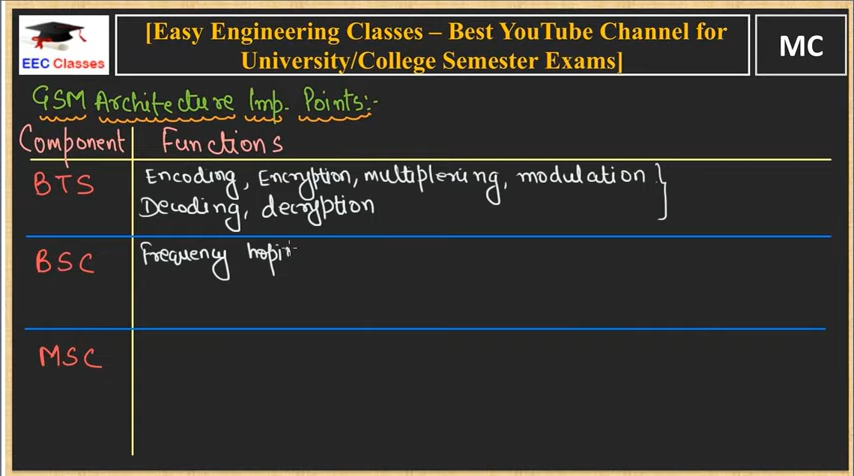 [Easy Engineering Classes – Best YouTube Channel for
University/College Semester Exams]
MC
EEC Classes
GSM Architecture Imp. Points:-
Component Functions
BTS
Encoding, Encryption, multiplexing, modulation
Decoding, decryption
BSC
Frequency hopi
MSC